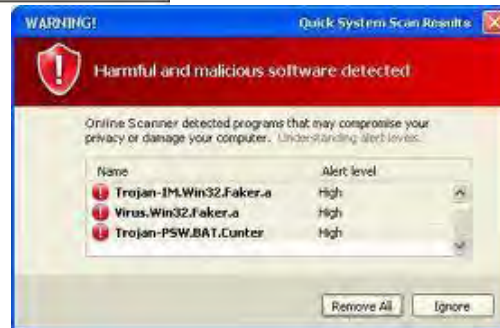 WARNING!
Quick System Scan Results
Harmful and malicious software detected
Online Scanner detected programs that may compromise your
privacy or damage your computer. Understanding alert levels.
Name Alert level
Trojan-IM.Win32.Faker.a High
Virus.Win32.Faker.a High
Trojan-PSW.BAT.Cunter High
Remove All Ignore